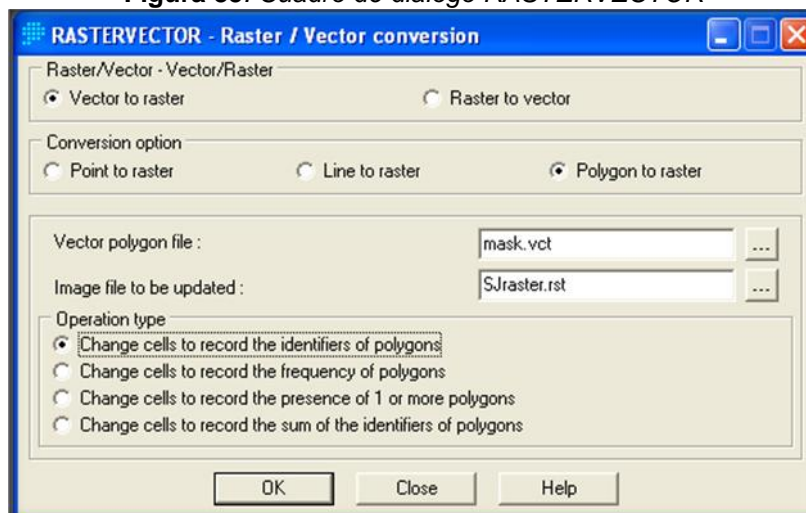 RASTERVECTOR - Raster / Vector conversion
Raster/Vector - Vector/Raster
Vector to raster Raster to vector
Conversion option
Point to raster Line to raster Polygon to raster
Vector polygon file : mask.vct ...
Image file to be updated : SJraster.rst ...
Operation type
Change cells to record the identifiers of polygons
Change cells to record the frequency of polygons
Change cells to record the presence of 1 or more polygons
Change cells to record the sum of the identifiers of polygons
OK Close Help